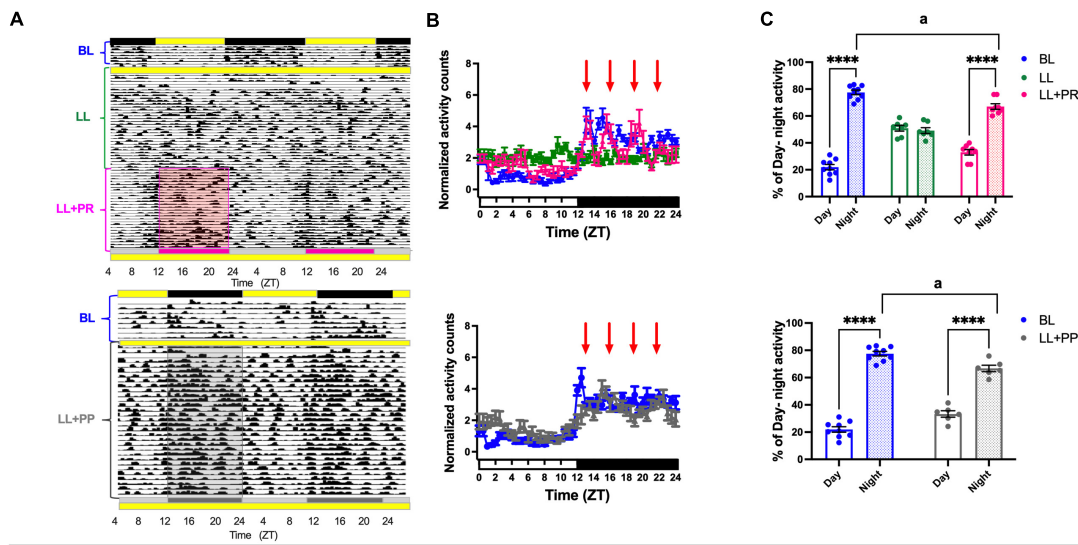 A
BL
LL
LL+PR
4 8 12 16 20 24 4 8 12 16 20 24
Time (ZT)
BL
LL+PP
4 8 12 16 20 24 4 8 12 16 20 24
Time (ZT)
B
Normalized activity counts
8
6
4
2
0
0 2 4 6 8 10 12 14 16 18 20 22 24
Time (ZT)
Normalized activity counts
8
6
4
2
0
0 2 4 6 8 10 12 14 16 18 20 22 24
Time (ZT)
C
a
**** ****
BL
LL
LL+PR
% of Day- night activity
100
80
60
40
20
0
Day Night Day Night Day Night
a
**** ****
BL
LL+PP
% of Day- night activity
100
80
60
40
20
0
Day Night Day Night